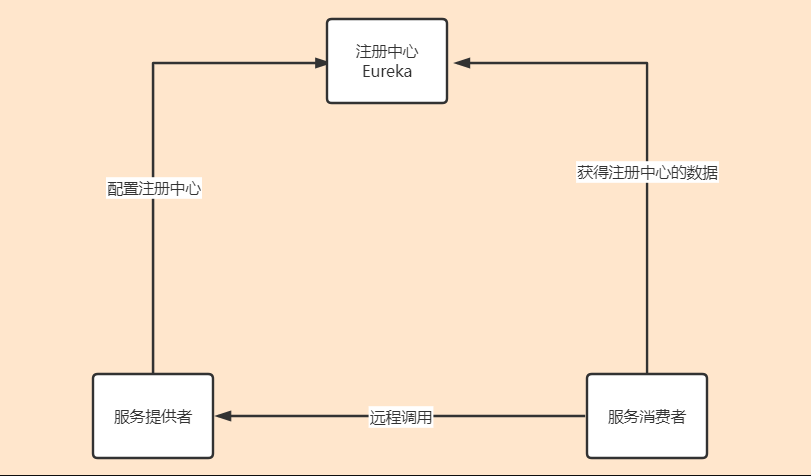 注册中心
Eureka
获得注册中心的数据
配置注册中心
服务提供者
远程调用
服务消费者